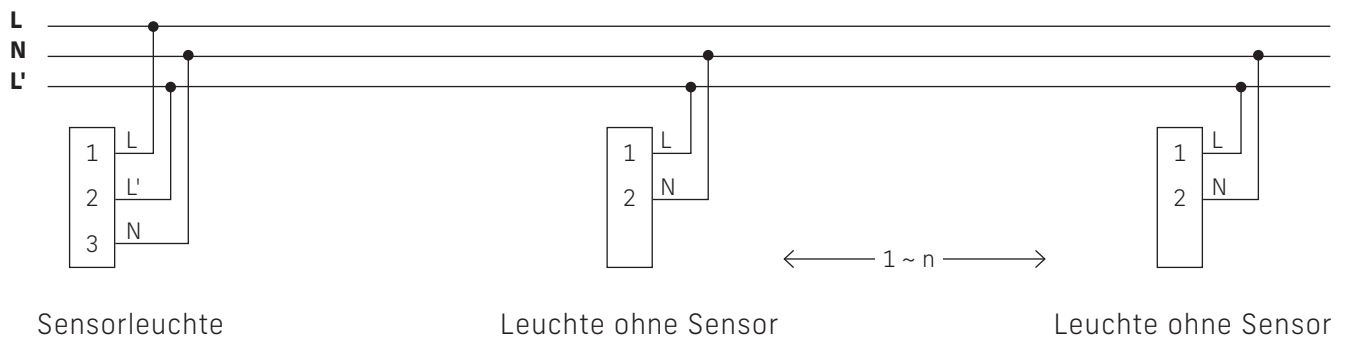 L
N
L'
1 L
2 L'
3 N
1 L
2 N
1 L
2 N
1 ~ n
Sensorleuchte
Leuchte ohne Sensor
Leuchte ohne Sensor